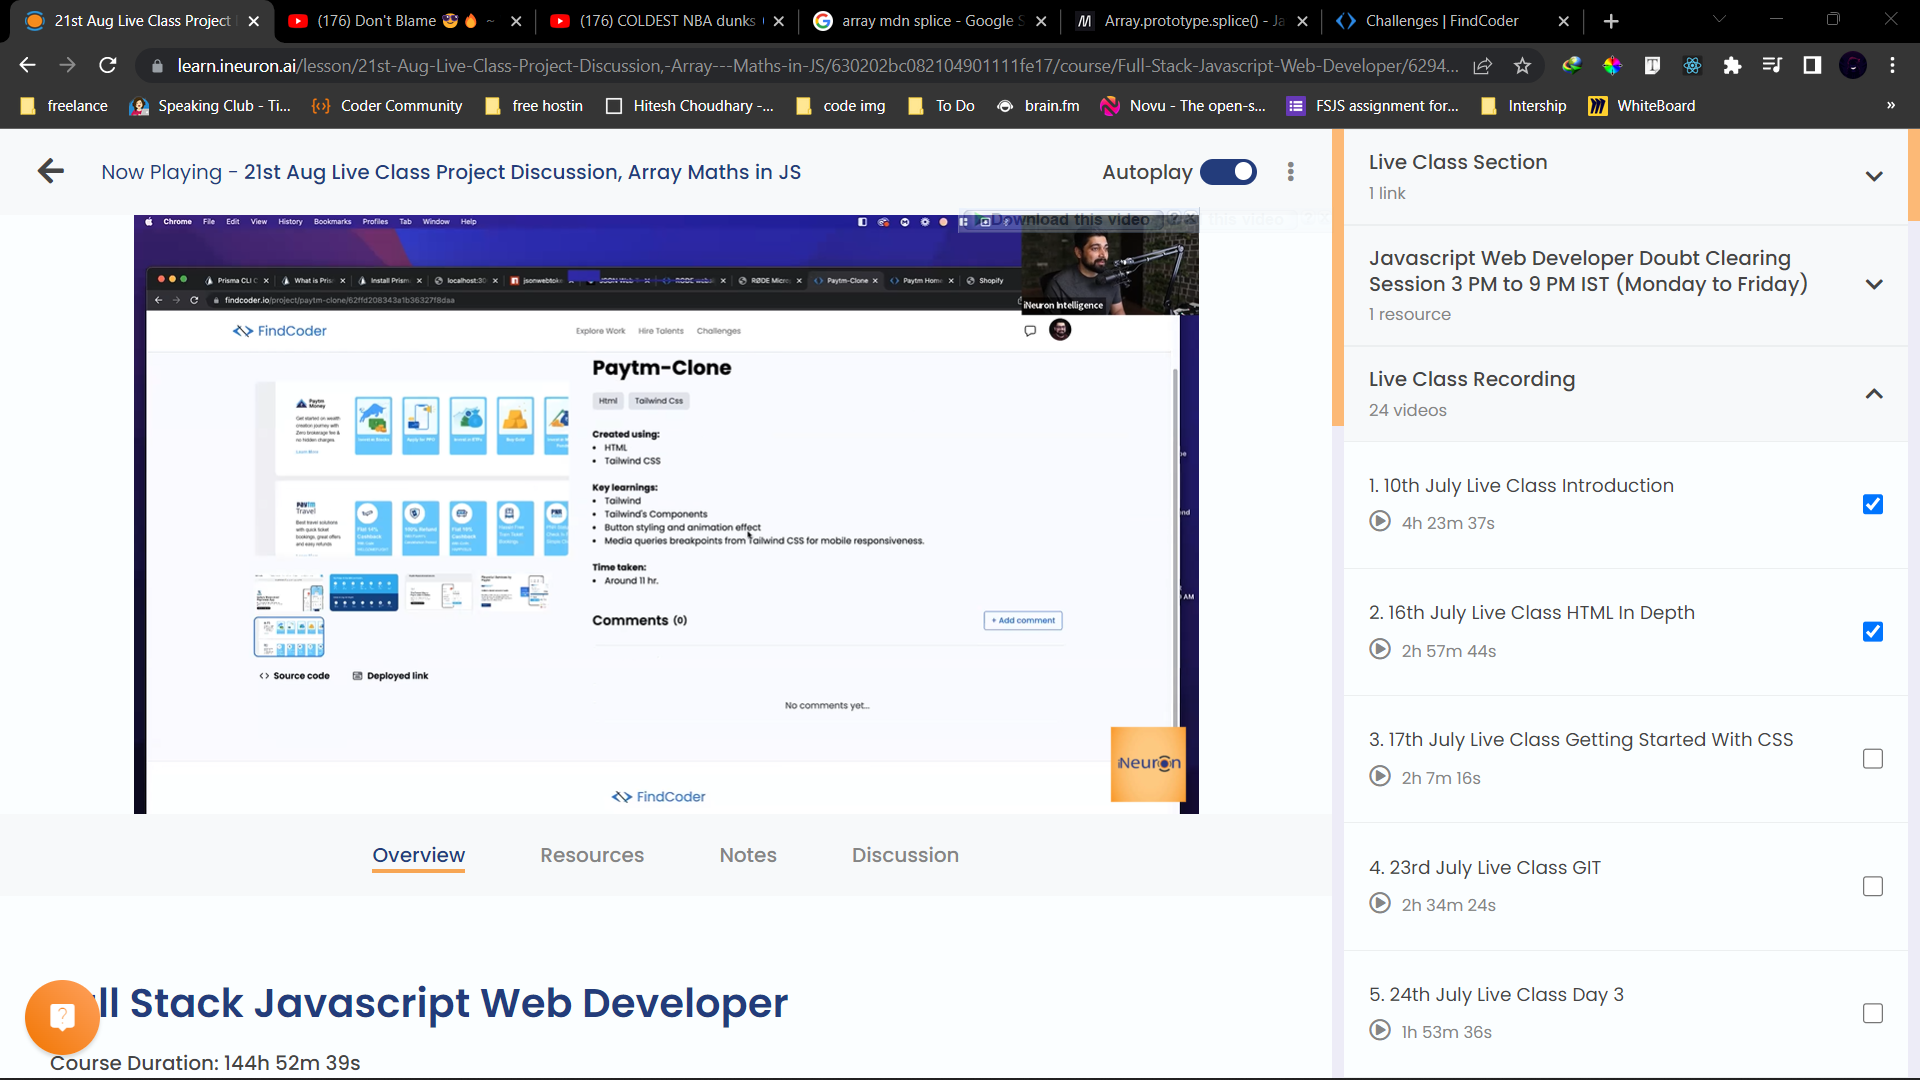 21st Aug Live Class Project
(176) Don't Blame 😎🔥 ~
(176) COLDEST NBA dunks
array mdn splice - Google S
Array.prototype.splice() - Ja
Challenges | FindCoder
learn.ineuron.ai/lesson/21st-Aug-Live-Class-Project-Discussion,-Array---Maths-in-JS/630202bc082104901111fe17/course/Full-Stack-Javascript-Web-Developer/6294...
freelance
Speaking Club - Ti...
Coder Community
free hostin
Hitesh Choudhary -...
code img
To Do
brain.fm
Novu - The open-s...
FSJS assignment for...
Intership
WhiteBoard
»
Now Playing - 21st Aug Live Class Project Discussion, Array Maths in JS
Autoplay
Chrome File Edit View History Bookmarks Profiles Tab Window Help
Download this video
Prisma CLI C
What is Pris
Install Prism
localhost:30
jsonwebtoke
JSON Web
RØDE Micro
Paytm-Clone
Paytm Hom
Shopify
findcoder.io/project/paytm-clone/62ffd208343a1b36327f8daa
iNeuron Intelligence
FindCoder
Explore Work Hire Talents Challenges
Paytm-Clone
Html Tailwind Css
Created using:
• HTML
• Tailwind CSS
Key learnings:
• Tailwind
• Tailwind's Components
• Button styling and animation effect
• Media queries breakpoints from Tailwind CSS for mobile responsiveness.
Time taken:
• Around 11 hr.
Comments (0)
+ Add comment
No comments yet...
Paytm Money
Paytm Travel
<> Source code
Deployed link
iNeuron
FindCoder
Overview
Resources
Notes
Discussion
ll Stack Javascript Web Developer
Course Duration: 144h 52m 39s
Live Class Section
1 link
Javascript Web Developer Doubt Clearing
Session 3 PM to 9 PM IST (Monday to Friday)
1 resource
Live Class Recording
24 videos
1. 10th July Live Class Introduction
4h 23m 37s
2. 16th July Live Class HTML In Depth
2h 57m 44s
3. 17th July Live Class Getting Started With CSS
2h 7m 16s
4. 23rd July Live Class GIT
2h 34m 24s
5. 24th July Live Class Day 3
1h 53m 36s